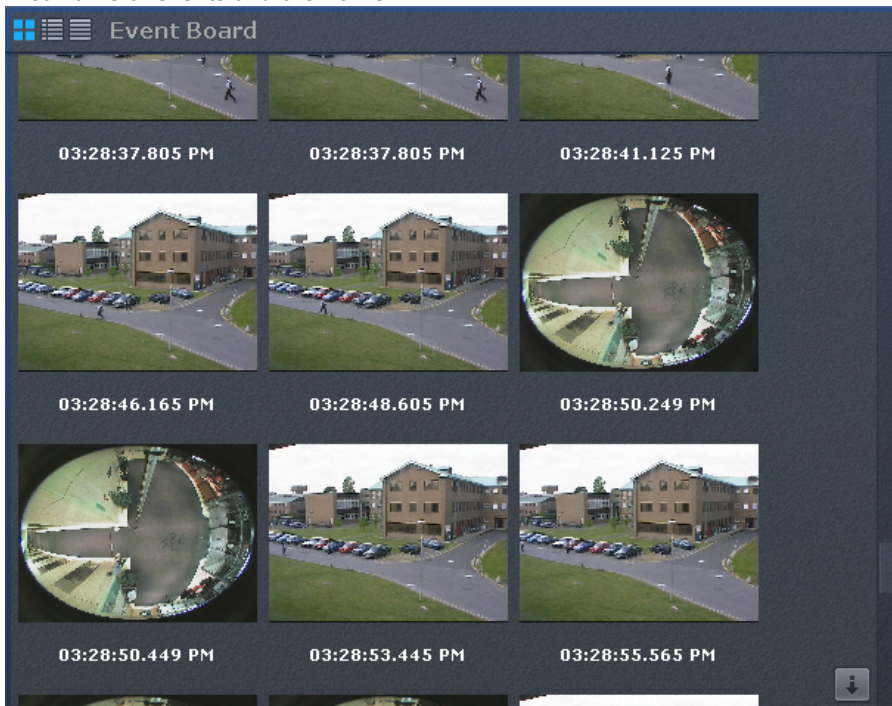 Event Board
03:28:37.805 PM
03:28:37.805 PM
03:28:41.125 PM
03:28:46.165 PM
03:28:48.605 PM
03:28:50.249 PM
03:28:50.449 PM
03:28:53.445 PM
03:28:55.565 PM